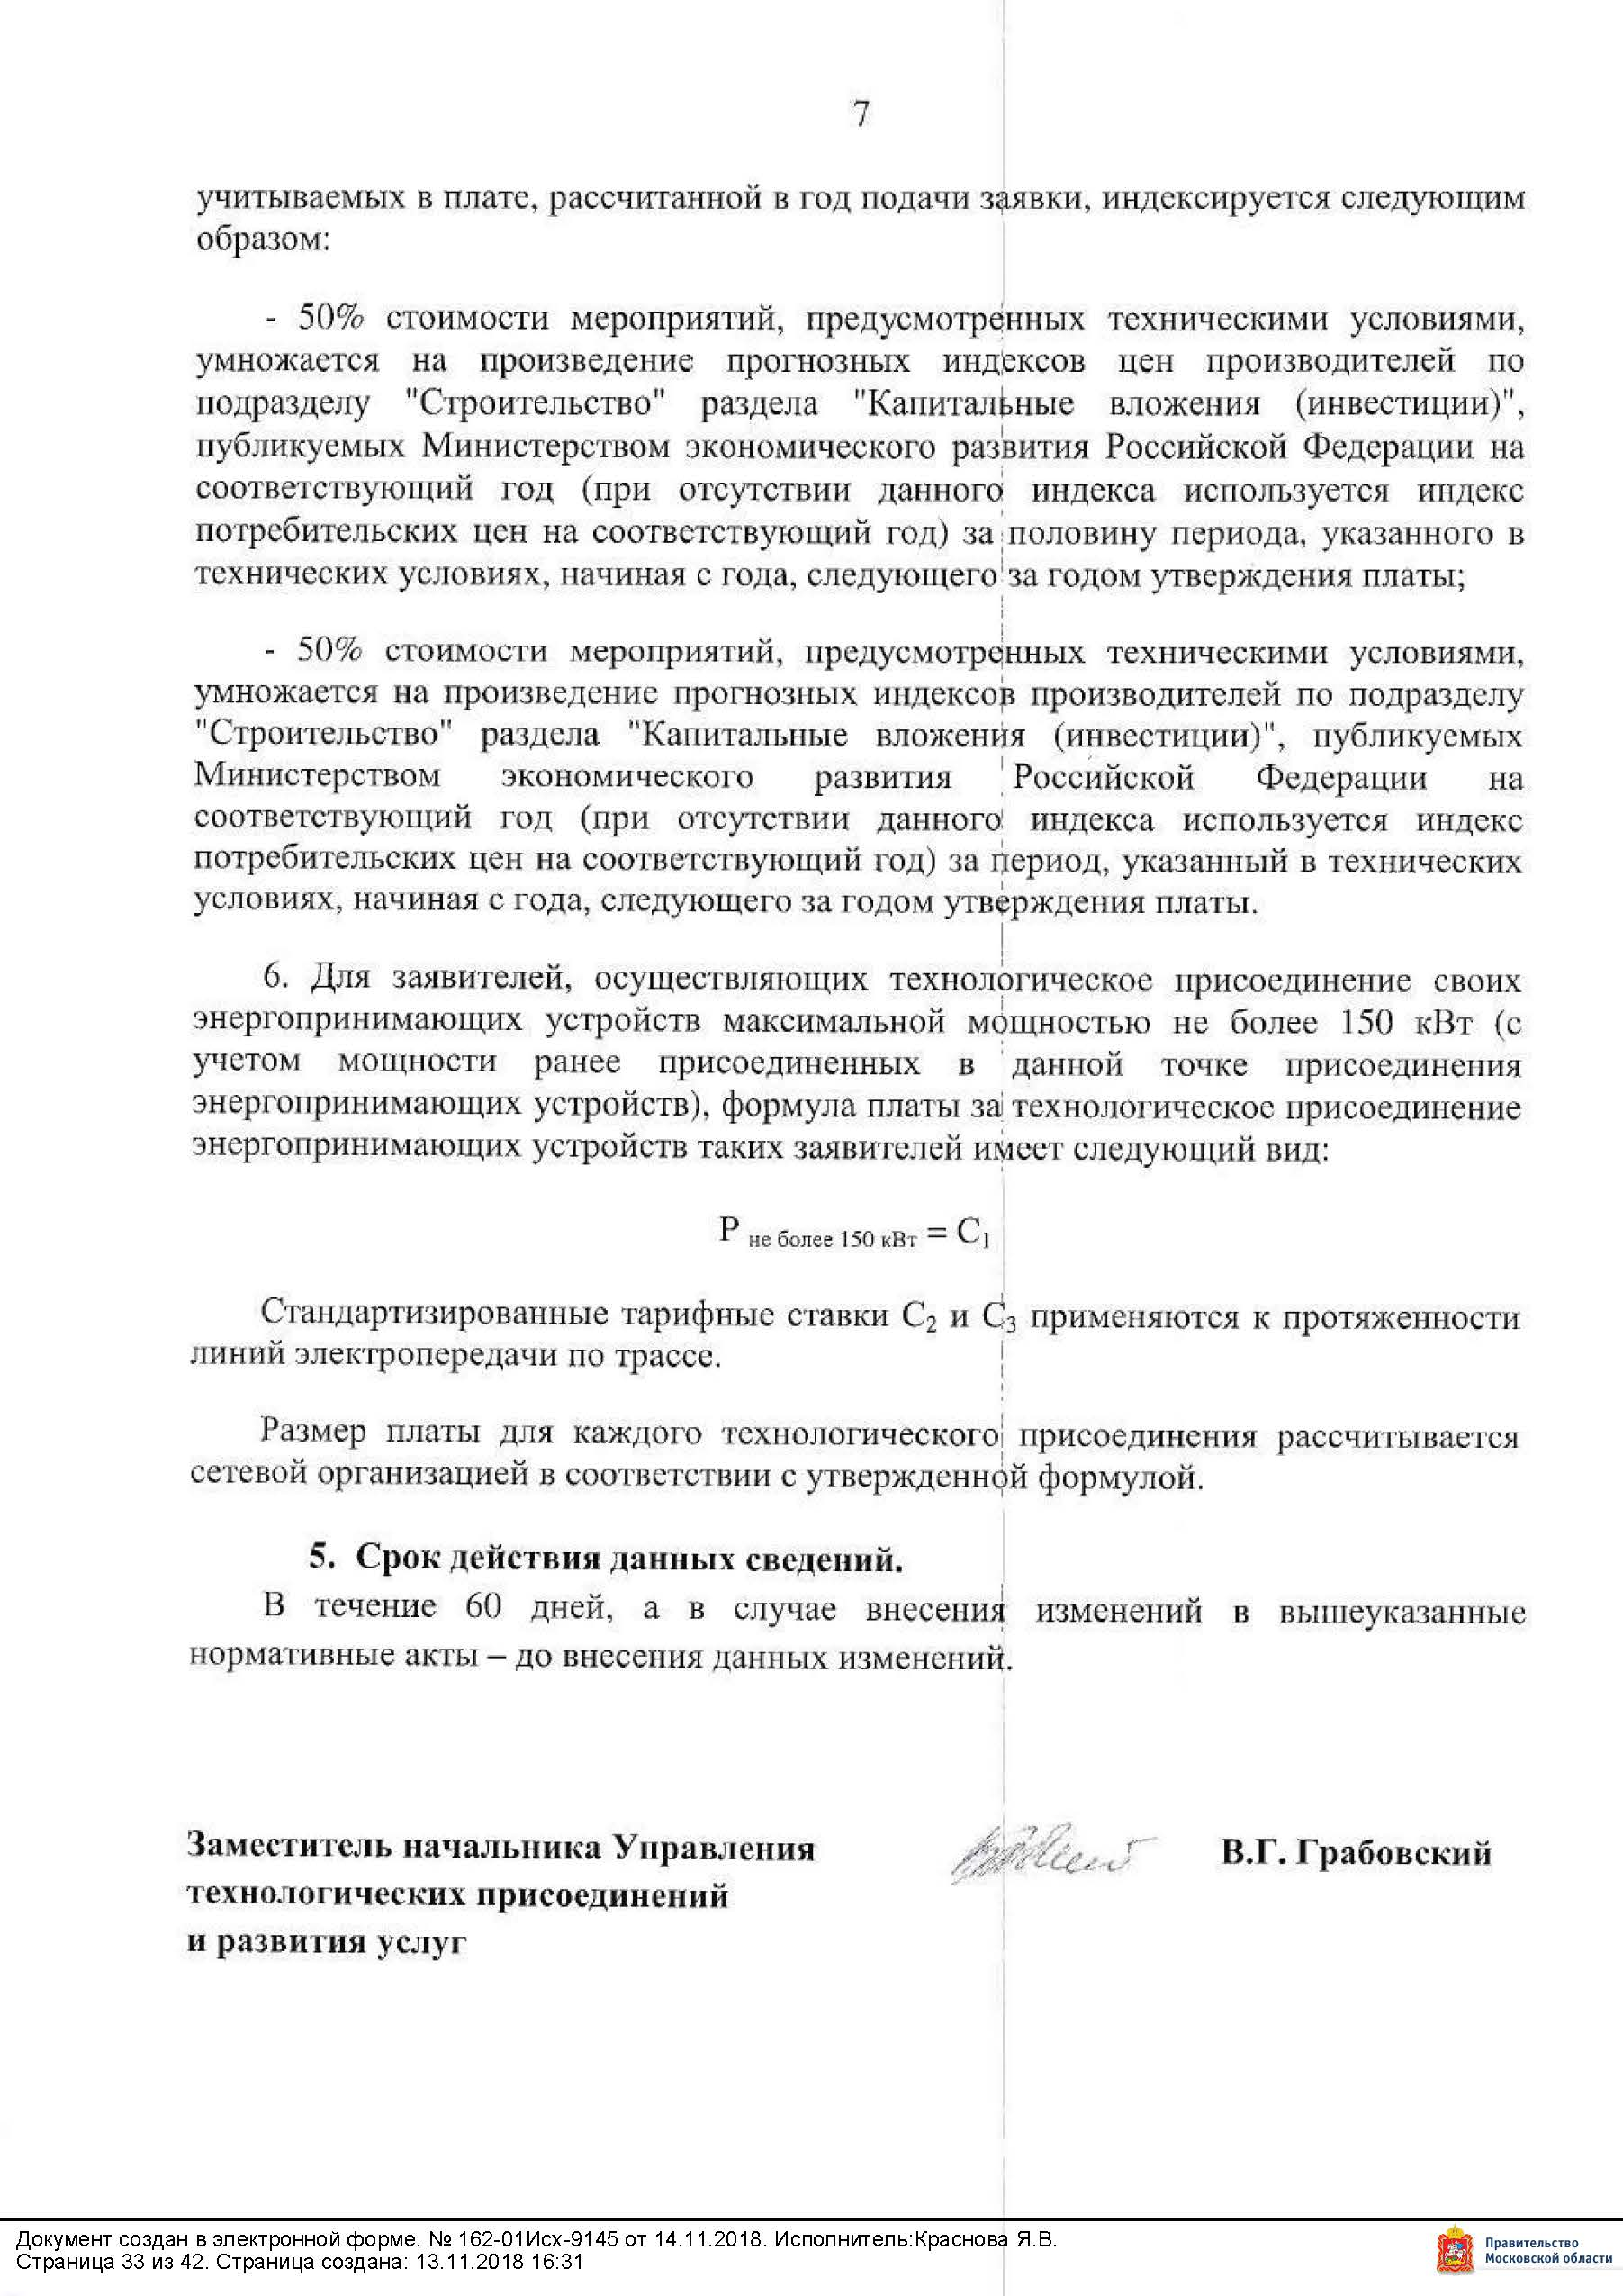 7
учитываемых в плате, рассчитанной в год подачи заявки, индексируется следующим
образом:
- 50% стоимости мероприятий, предусмотренных техническими условиями,
умножается на произведение прогнозных индексов цен производителей по
подразделу "Строительство" раздела "Капитальные вложения (инвестиции)",
публикуемых Министерством экономического развития Российской Федерации на
соответствующий год (при отсутствии данного индекса используется индекс
потребительских цен на соответствующий год) за половину периода, указанного в
технических условиях, начиная с года, следующего за годом утверждения платы;
- 50% стоимости мероприятий, предусмотренных техническими условиями,
умножается на произведение прогнозных индексов производителей по подразделу
"Строительство" раздела "Капитальные вложения (инвестиции)", публикуемых
Министерством экономического развития Российской Федерации на
соответствующий год (при отсутствии данного индекса используется индекс
потребительских цен на соответствующий год) за период, указанный в технических
условиях, начиная с года, следующего за годом утверждения платы.
6. Для заявителей, осуществляющих технологическое присоединение своих
энергопринимающих устройств максимальной мощностью не более 150 кВт (с
учетом мощности ранее присоединенных в данной точке присоединения
энергопринимающих устройств), формула платы за технологическое присоединение
энергопринимающих устройств таких заявителей имеет следующий вид:
P не более 150 кВт = C₁
Стандартизированные тарифные ставки C₂ и C₃ применяются к протяженности
линий электропередачи по трассе.
Размер платы для каждого технологического присоединения рассчитывается
сетевой организацией в соответствии с утвержденной формулой.
5. Срок действия данных сведений.
В течение 60 дней, а в случае внесения изменений в вышеуказанные
нормативные акты – до внесения данных изменений.
Заместитель начальника Управления
технологических присоединений
и развития услуг
В.Г. Грабовский
Документ создан в электронной форме. № 162-01Исх-9145 от 14.11.2018. Исполнитель:Краснова Я.В.
Страница 33 из 42. Страница создана: 13.11.2018 16:31
Правительство
Московской области